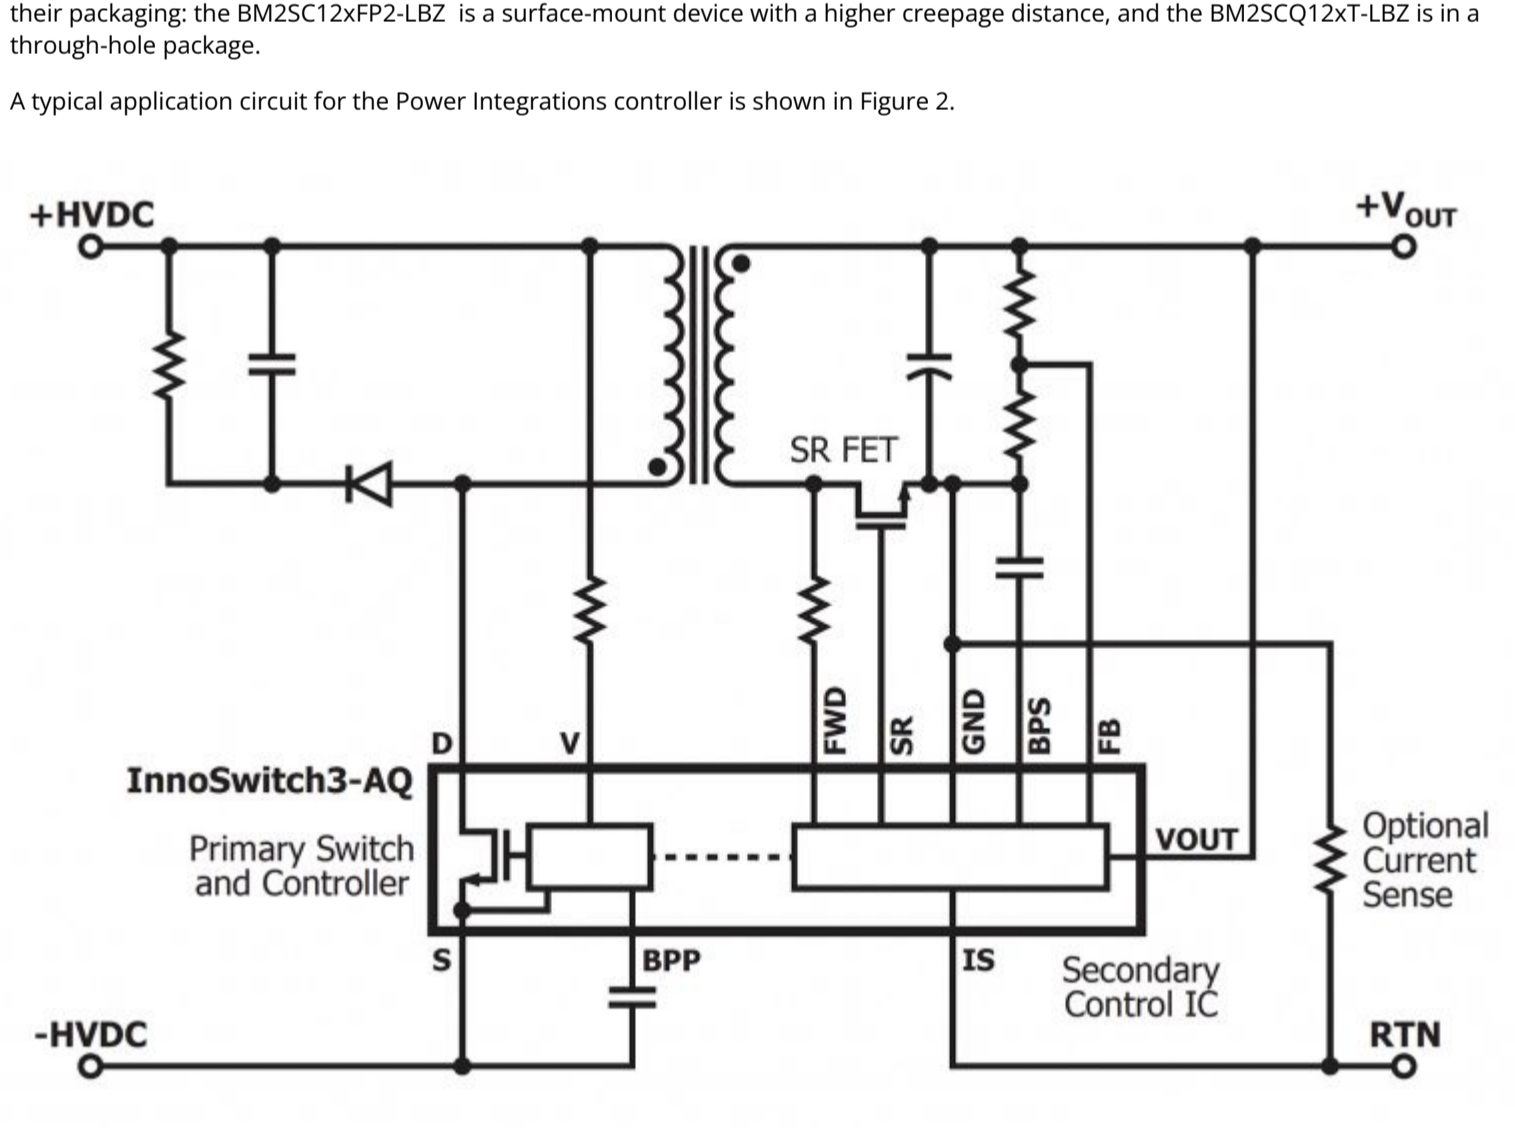 their packaging: the BM2SC12xFP2-LBZ  is a surface-mount device with a higher creepage distance, and the BM2SCQ12xT-LBZ is in a
through-hole package.
A typical application circuit for the Power Integrations controller is shown in Figure 2.
+HVDC
+VOUT
SR FET
FWD
SR
GND
BPS
FB
D
V
InnoSwitch3-AQ
Primary Switch
and Controller
VOUT
Optional
Current
Sense
S
BPP
IS
Secondary
Control IC
-HVDC
RTN